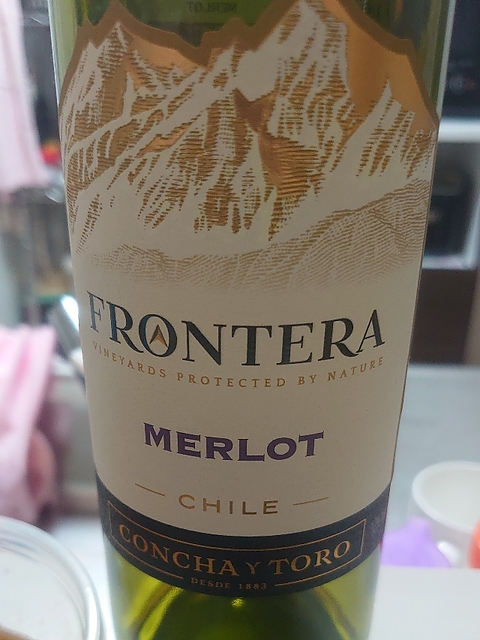 FRONTERA
VINEYARDS PROTECTED BY NATURE
MERLOT
CHILE
CONCHA Y TORO
DESDE 1883